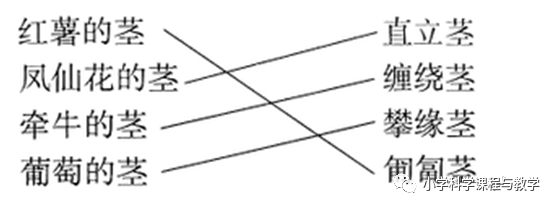 红薯的茎 直立茎
凤仙花的茎 缠绕茎
牵牛的茎 攀缘茎
葡萄的茎 匍匐茎
小学科学课程与教学